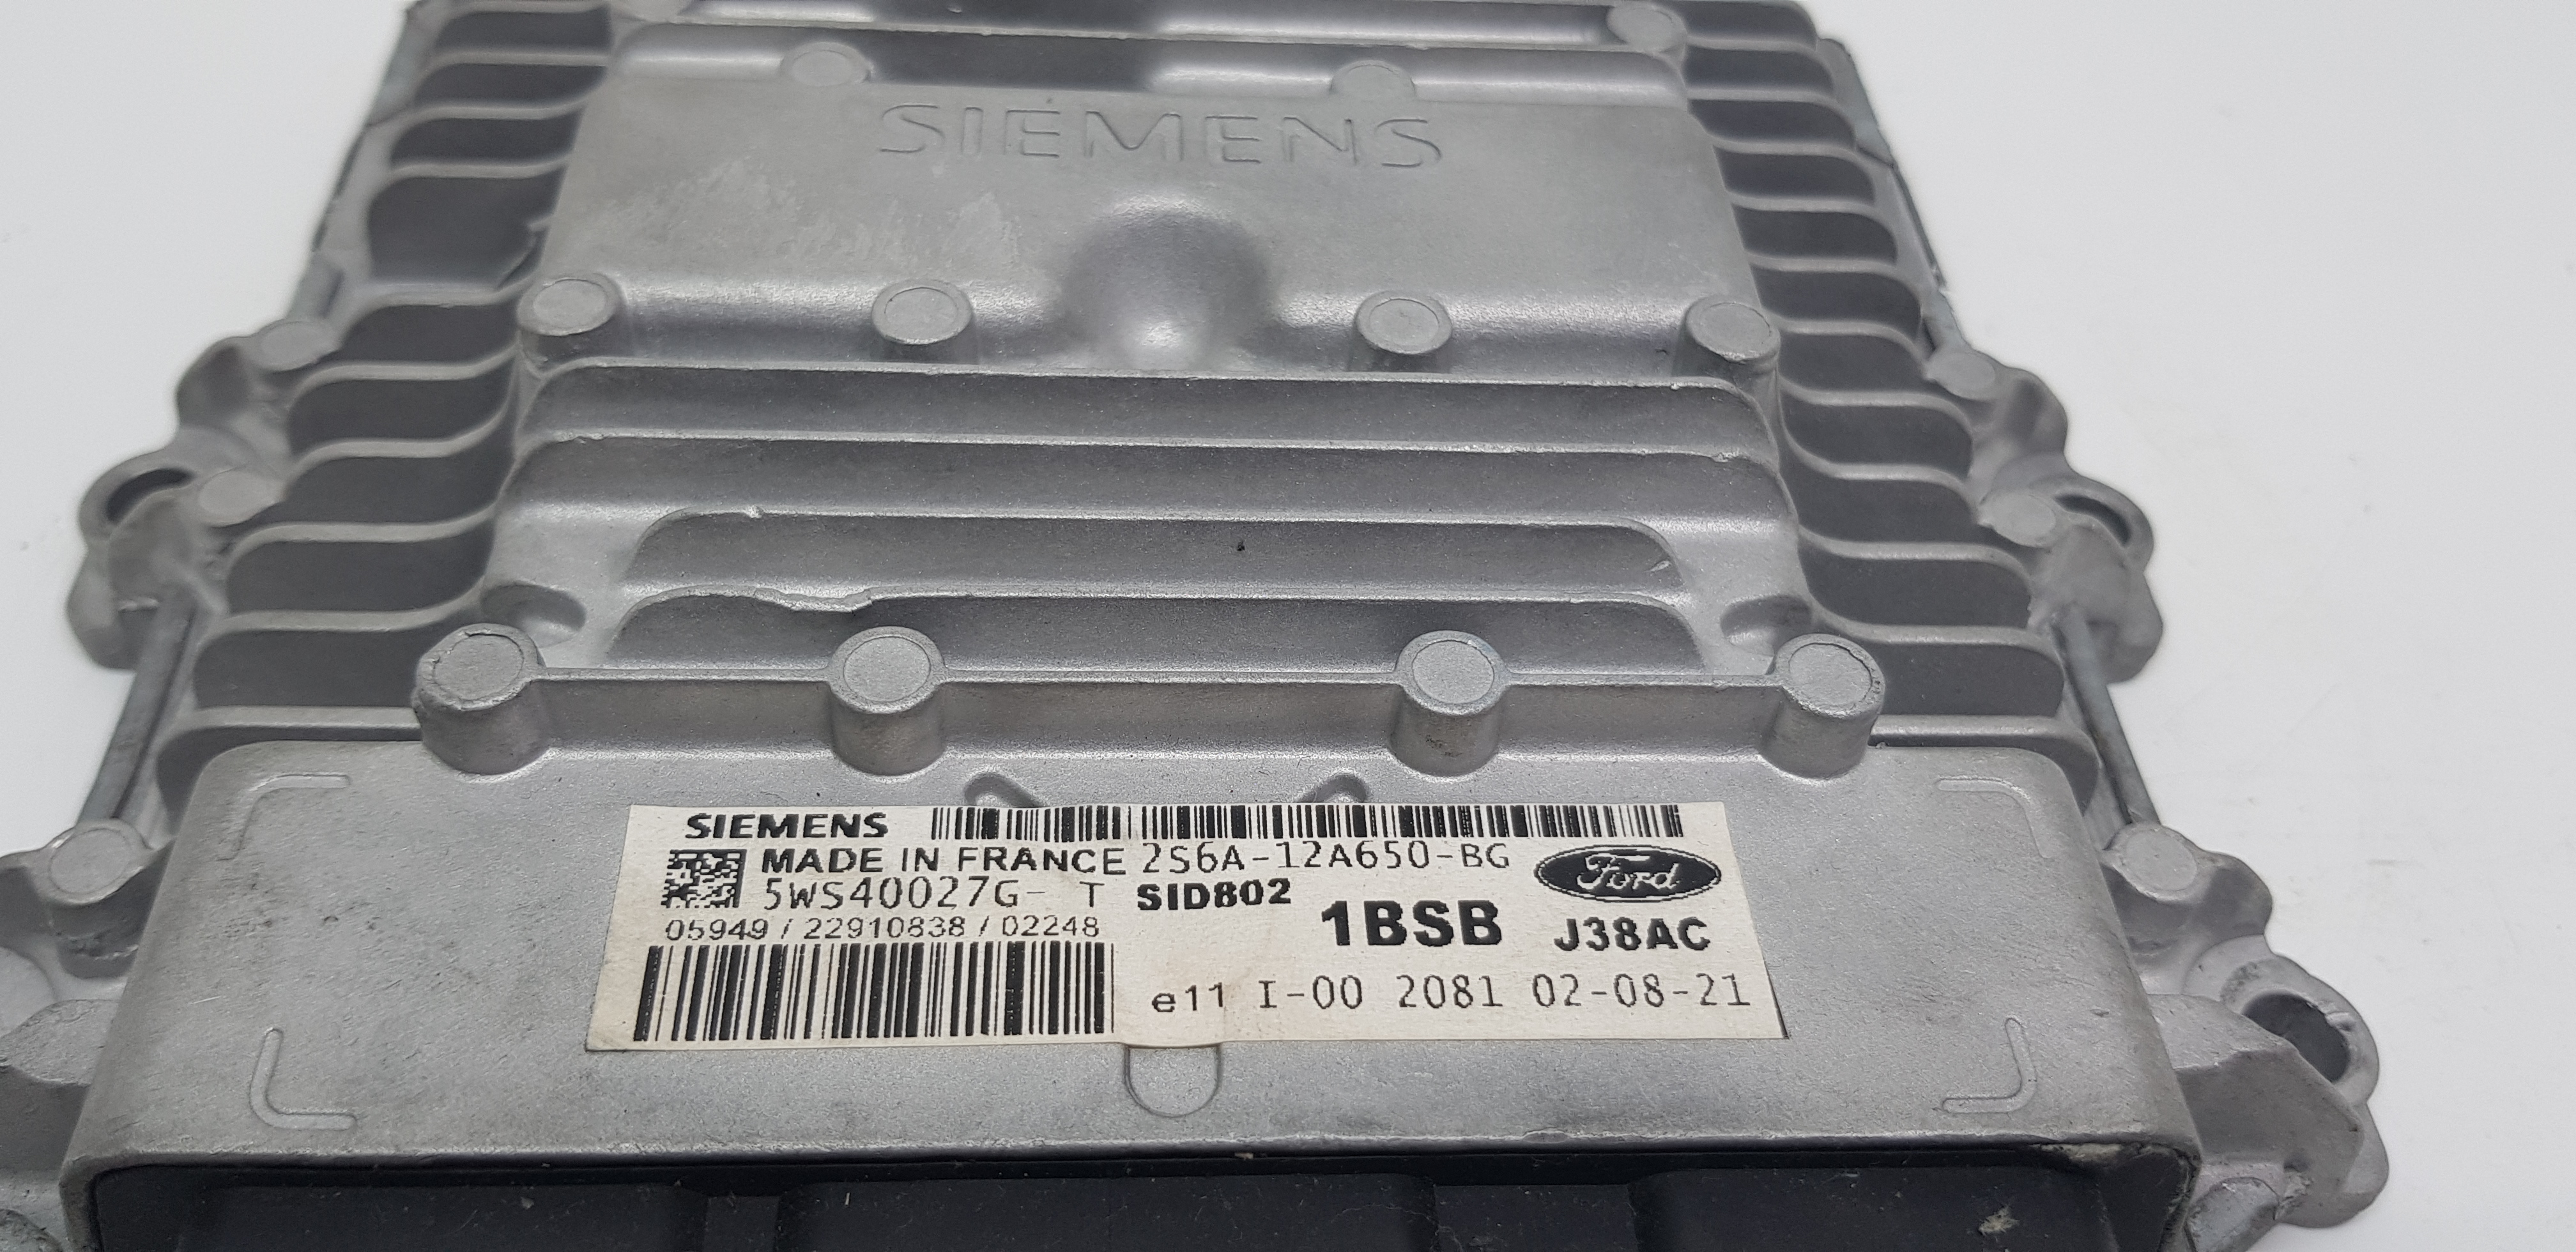 SIEMENS
SIEMENS
MADE IN FRANCE 2S6A-12A650-BG
Ford
5WS40027G- T SID802
1BSB J38AC
05949/22910838/02248
e11 I-00 2081 02-08-21